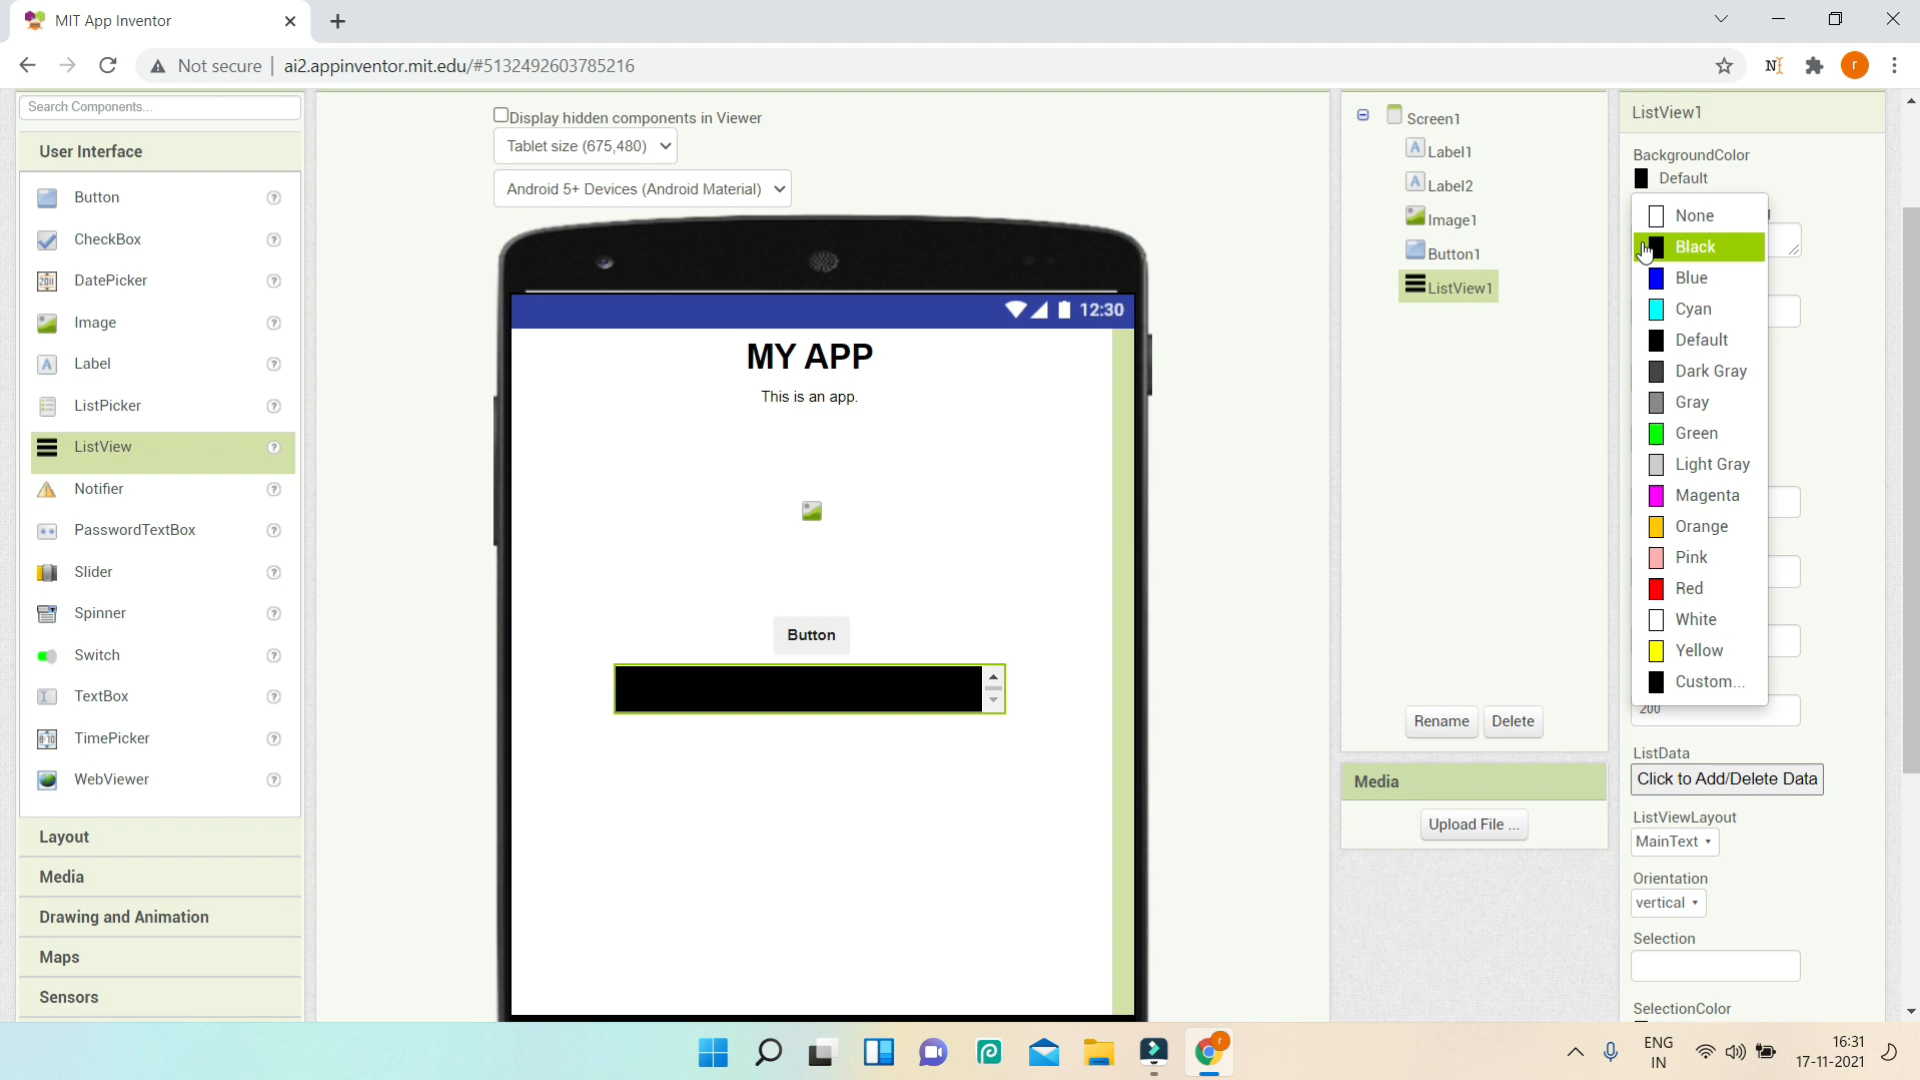 MIT App Inventor
Not secure
ai2.appinventor.mit.edu/#5132492603785216
r
Search Components...
User Interface
Button ?
CheckBox ?
DatePicker ?
Image ?
Label ?
ListPicker ?
ListView ?
Notifier ?
PasswordTextBox ?
Slider ?
Spinner ?
Switch ?
TextBox ?
TimePicker ?
WebViewer ?
Layout
Media
Drawing and Animation
Maps
Sensors
Display hidden components in Viewer
Tablet size (675,480)
Android 5+ Devices (Android Material)
12:30
MY APP
This is an app.
Button
Screen1
Label1
Label2
Image1
Button1
ListView1
Rename Delete
Media
Upload File ...
ListView1
BackgroundColor
Default
None
Black
Blue
Cyan
Default
Dark Gray
Gray
Green
Light Gray
Magenta
Orange
Pink
Red
White
Yellow
Custom...
200
ListData
Click to Add/Delete Data
ListViewLayout
MainText
Orientation
vertical
Selection
SelectionColor
ENG
IN
16:31
17-11-2021